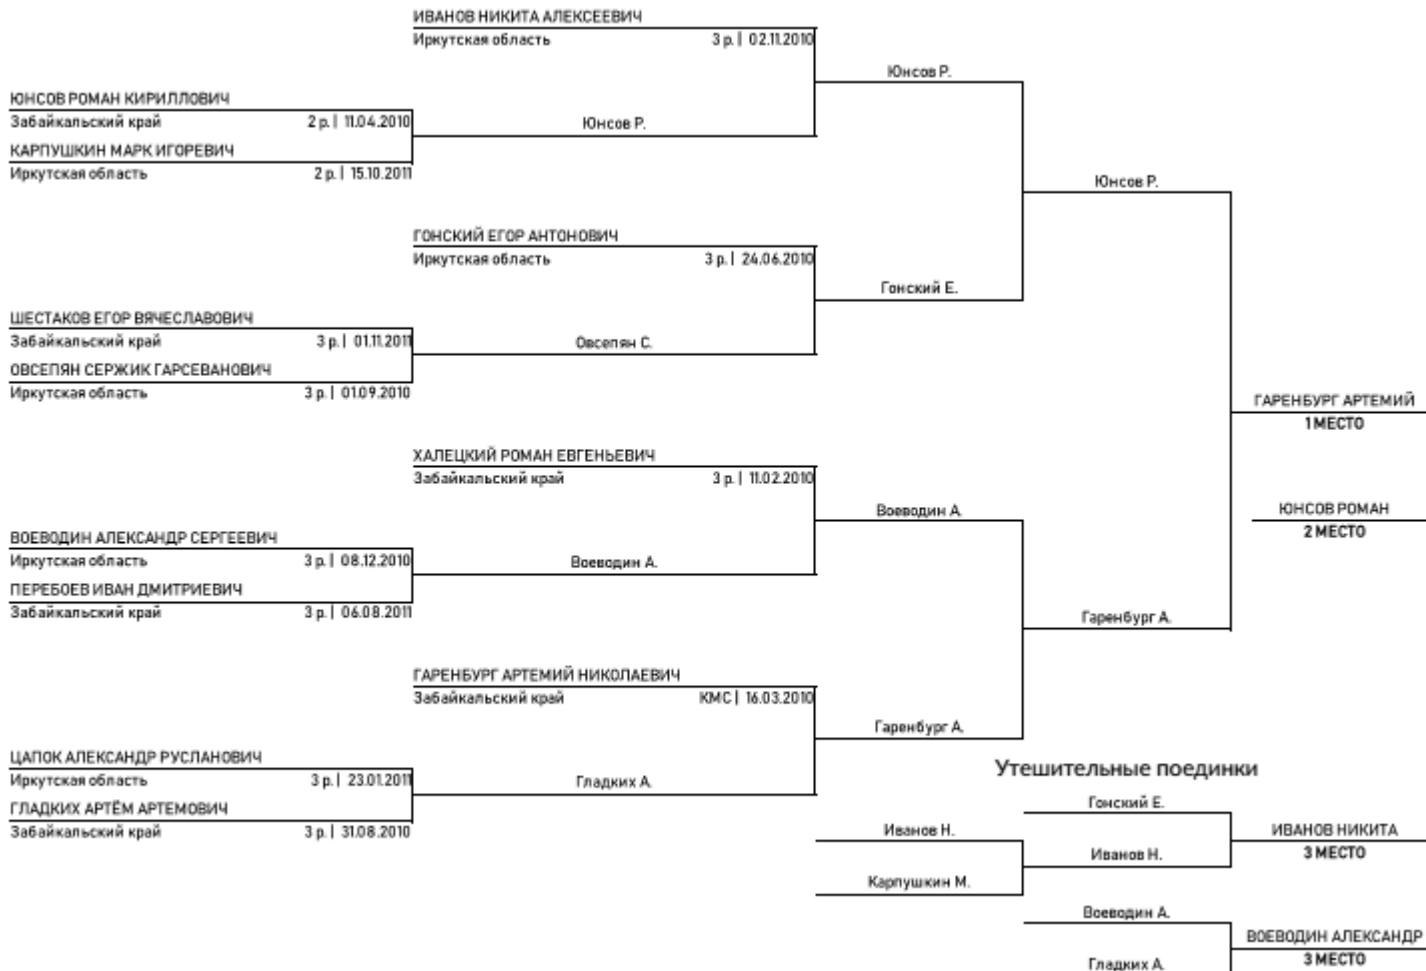 ИВАНОВ НИКИТА АЛЕКСЕЕВИЧ
Иркутская область 3 р. | 02.11.2010
Юнсов Р.
ЮНСОВ РОМАН КИРИЛЛОВИЧ
Забайкальский край 2 р. | 11.04.2010
Юнсов Р.
КАРПУШКИН МАРК ИГОРЕВИЧ
Иркутская область 2 р. | 15.10.2011
Юнсов Р.
ГОНСКИЙ ЕГОР АНТОНОВИЧ
Иркутская область 3 р. | 24.06.2010
Гонский Е.
ШЕСТАКОВ ЕГОР ВЯЧЕСЛАВОВИЧ
Забайкальский край 3 р. | 01.11.2011
Овсепян С.
ОВСЕПЯН СЕРЖИК ГАРСЕВАНОВИЧ
Иркутская область 3 р. | 01.09.2010
ГАРЕНБУРГ АРТЕМИЙ
1 МЕСТО
ХАЛЕЦКИЙ РОМАН ЕВГЕНЬЕВИЧ
Забайкальский край 3 р. | 11.02.2010
Воеводин А.
ЮНСОВ РОМАН
2 МЕСТО
ВОЕВОДИН АЛЕКСАНДР СЕРГЕЕВИЧ
Иркутская область 3 р. | 08.12.2010
Воеводин А.
ПЕРЕБОЕВ ИВАН ДМИТРИЕВИЧ
Забайкальский край 3 р. | 06.08.2011
Гаренбург А.
ГАРЕНБУРГ АРТЕМИЙ НИКОЛАЕВИЧ
Забайкальский край КМС | 16.03.2010
Гаренбург А.
ЦАПОК АЛЕКСАНДР РУСЛАНОВИЧ
Иркутская область 3 р. | 23.01.2011
Гладких А.
ГЛАДКИХ АРТЁМ АРТЕМОВИЧ
Забайкальский край 3 р. | 31.08.2010
Утешительные поединки
Гонский Е.
Иванов Н.
ИВАНОВ НИКИТА
3 МЕСТО
Иванов Н.
Карпушкин М.
Воеводин А.
ВОЕВОДИН АЛЕКСАНДР
3 МЕСТО
Гладких А.